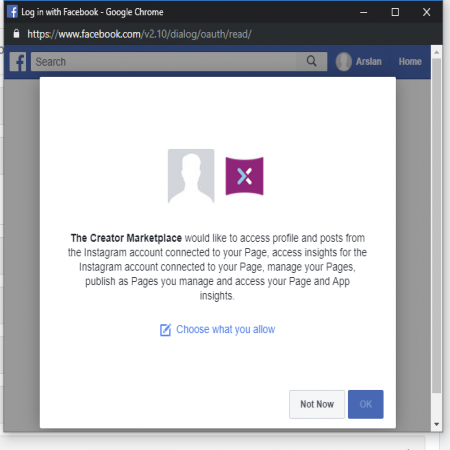 Log in with Facebook - Google Chrome
https://www.facebook.com/v2.10/dialog/oauth/read/
Search
Arslan
Home
The Creator Marketplace would like to access profile and posts from
the Instagram account connected to your Page, access insights for the
Instagram account connected to your Page, manage your Pages,
publish as Pages you manage and access your Page and App
insights.
Choose what you allow
Not Now
OK